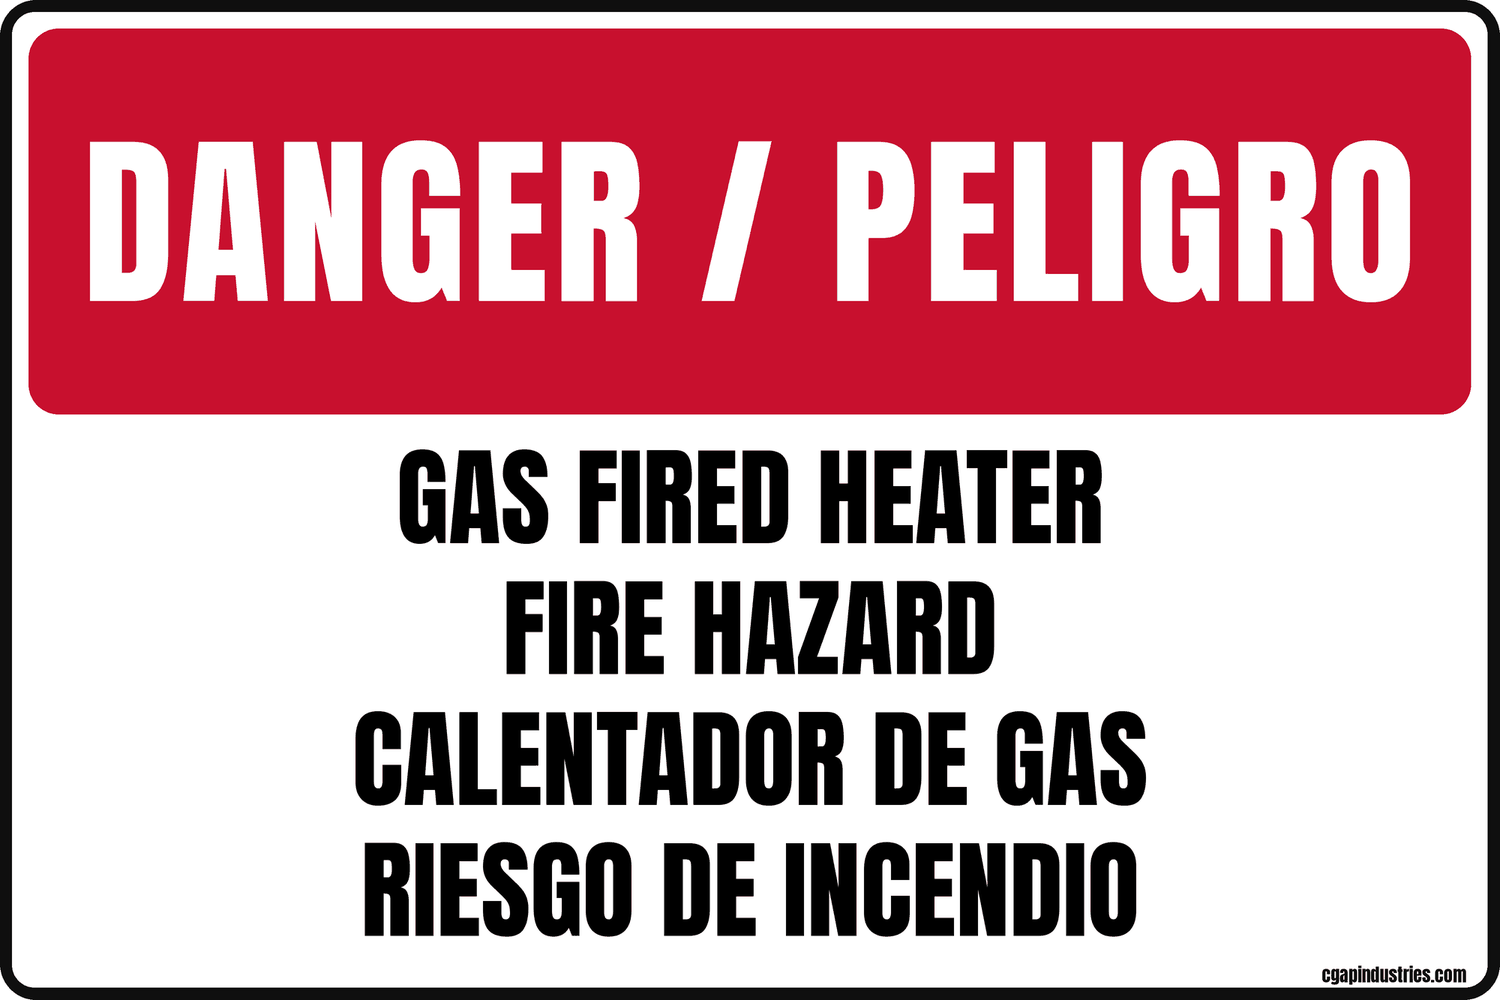 DANGER / PELIGRO
GAS FIRED HEATER
FIRE HAZARD
CALENTADOR DE GAS
RIESGO DE INCENDIO
cgapindustries.com